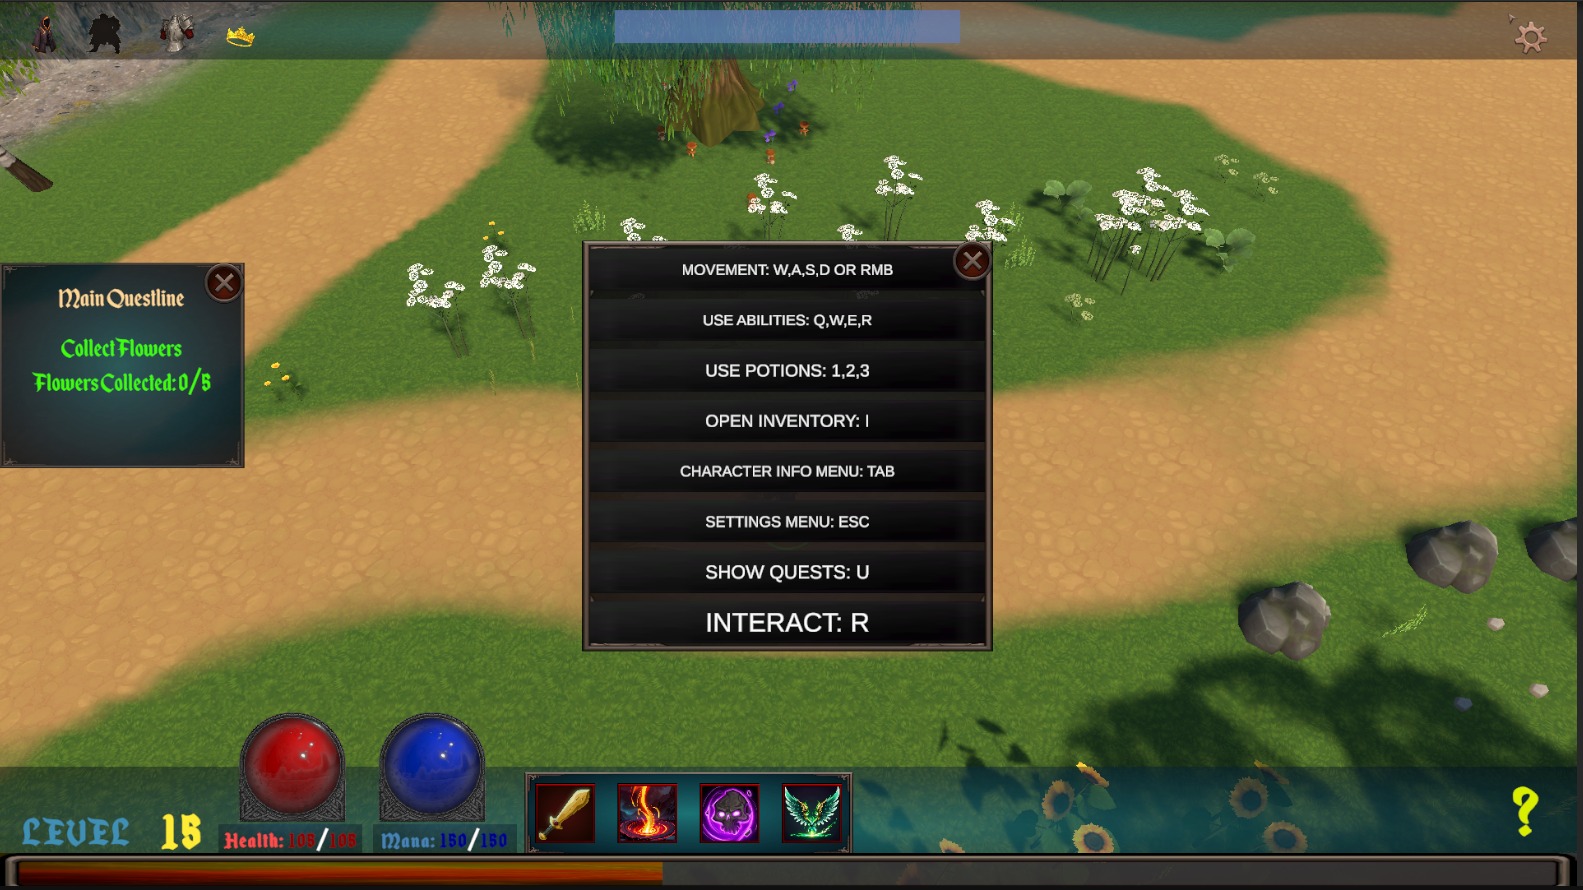 Main Questline
Collect Flowers
Flowers Collected: 0/5
MOVEMENT: W,A,S,D OR RMB
USE ABILITIES: Q,W,E,R
USE POTIONS: 1,2,3
OPEN INVENTORY: I
CHARACTER INFO MENU: TAB
SETTINGS MENU: ESC
SHOW QUESTS: U
INTERACT: R
LEVEL 15
Health: 105/105
Mana: 150/150
?